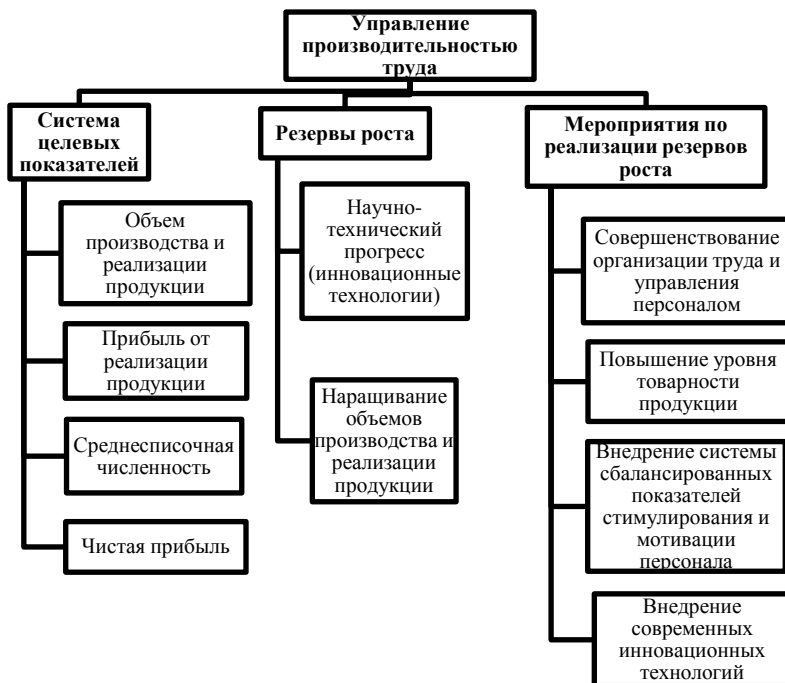 Управление
производительностью
труда
Система
целевых
показателей
Объем
производства и
реализации
продукции
Прибыль от
реализации
продукции
Среднесписочная
численность
Чистая прибыль
Резервы роста
Научно-
технический
прогресс
(инновационные
технологии)
Наращивание
объемов
производства и
реализации
продукции
Мероприятия по
реализации резервов
роста
Совершенствование
организации труда и
управления
персоналом
Повышение уровня
товарности
продукции
Внедрение системы
сбалансированных
показателей
стимулирования и
мотивации
персонала
Внедрение
современных
инновационных
технологий